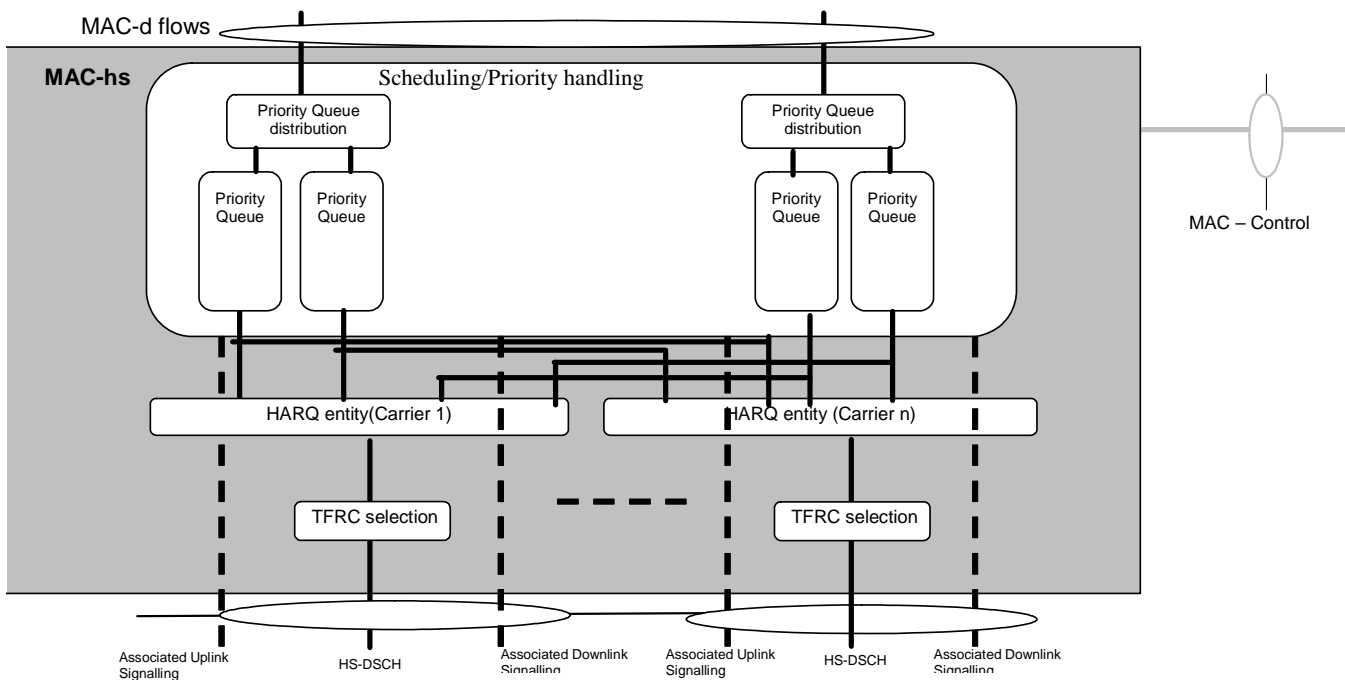 MAC-d flows
MAC-hs
Scheduling/Priority handling
Priority Queue
distribution
Priority Queue
distribution
Priority
Queue
Priority
Queue
Priority
Queue
Priority
Queue
MAC – Control
HARQ entity(Carrier 1)
HARQ entity (Carrier n)
TFRC selection
TFRC selection
Associated Uplink
Signalling
HS-DSCH
Associated Downlink
Signalling
Associated Uplink
Signalling
HS-DSCH
Associated Downlink
Signalling